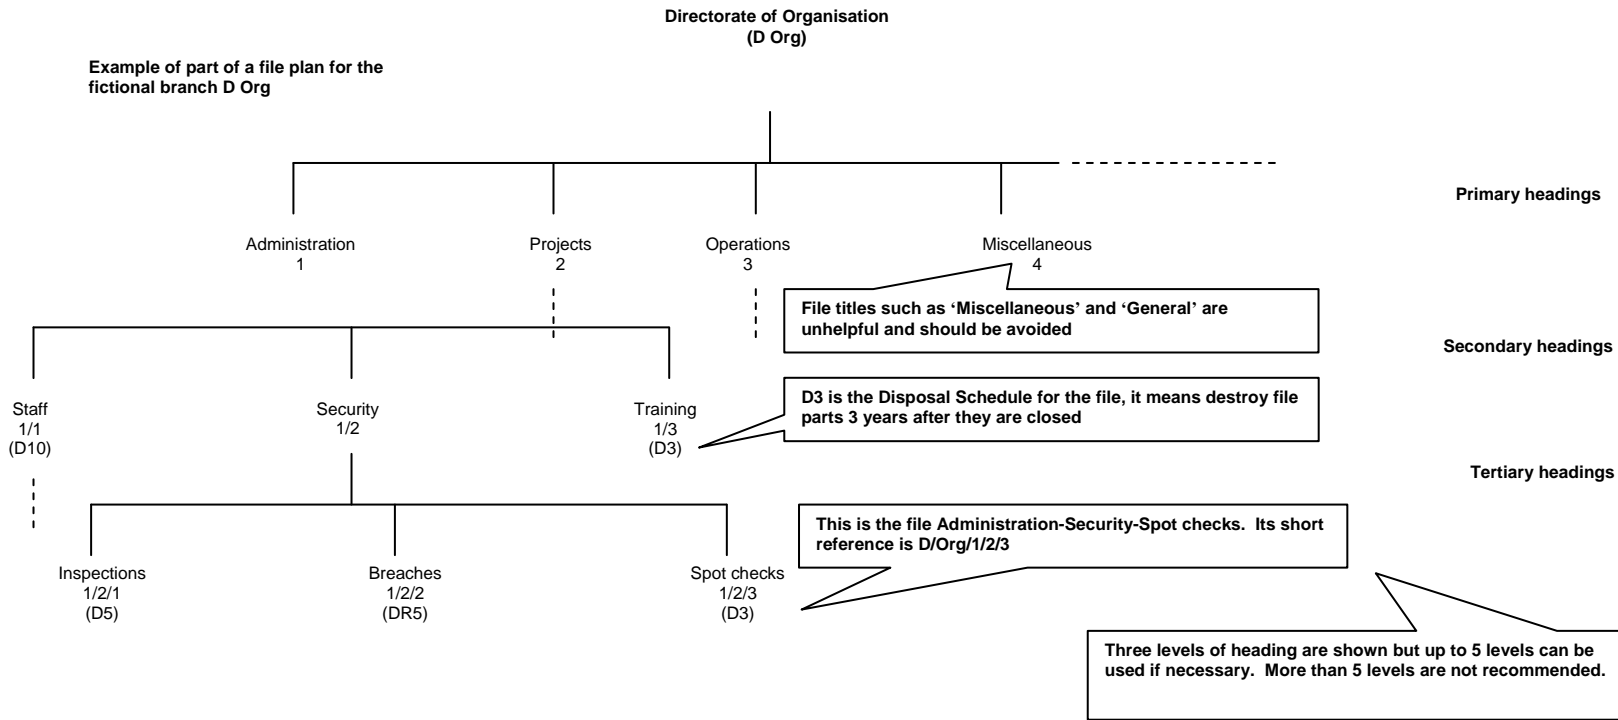 Directorate of Organisation
(D Org)
Example of part of a file plan for the
fictional branch D Org
Primary headings
Administration
1
Projects
2
Operations
3
Miscellaneous
4
File titles such as ‘Miscellaneous’ and ‘General’ are
unhelpful and should be avoided
Secondary headings
Staff
1/1
(D10)
Security
1/2
Training
1/3
(D3)
D3 is the Disposal Schedule for the file, it means destroy file
parts 3 years after they are closed
Tertiary headings
This is the file Administration-Security-Spot checks. Its short
reference is D/Org/1/2/3
Inspections
1/2/1
(D5)
Breaches
1/2/2
(DR5)
Spot checks
1/2/3
(D3)
Three levels of heading are shown but up to 5 levels can be
used if necessary. More than 5 levels are not recommended.